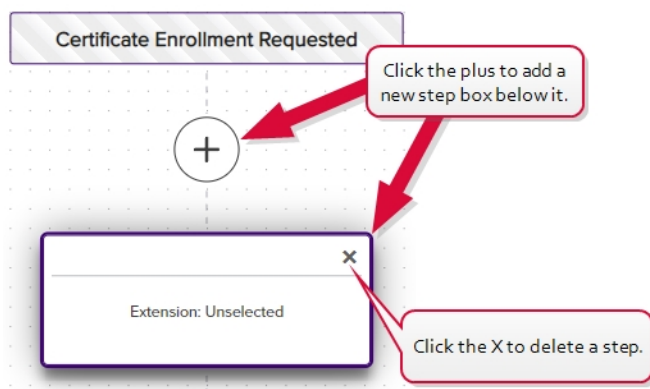 Certificate Enrollment Requested
Click the plus to add a
new step box below it.
Extension: Unselected
Click the X to delete a step.